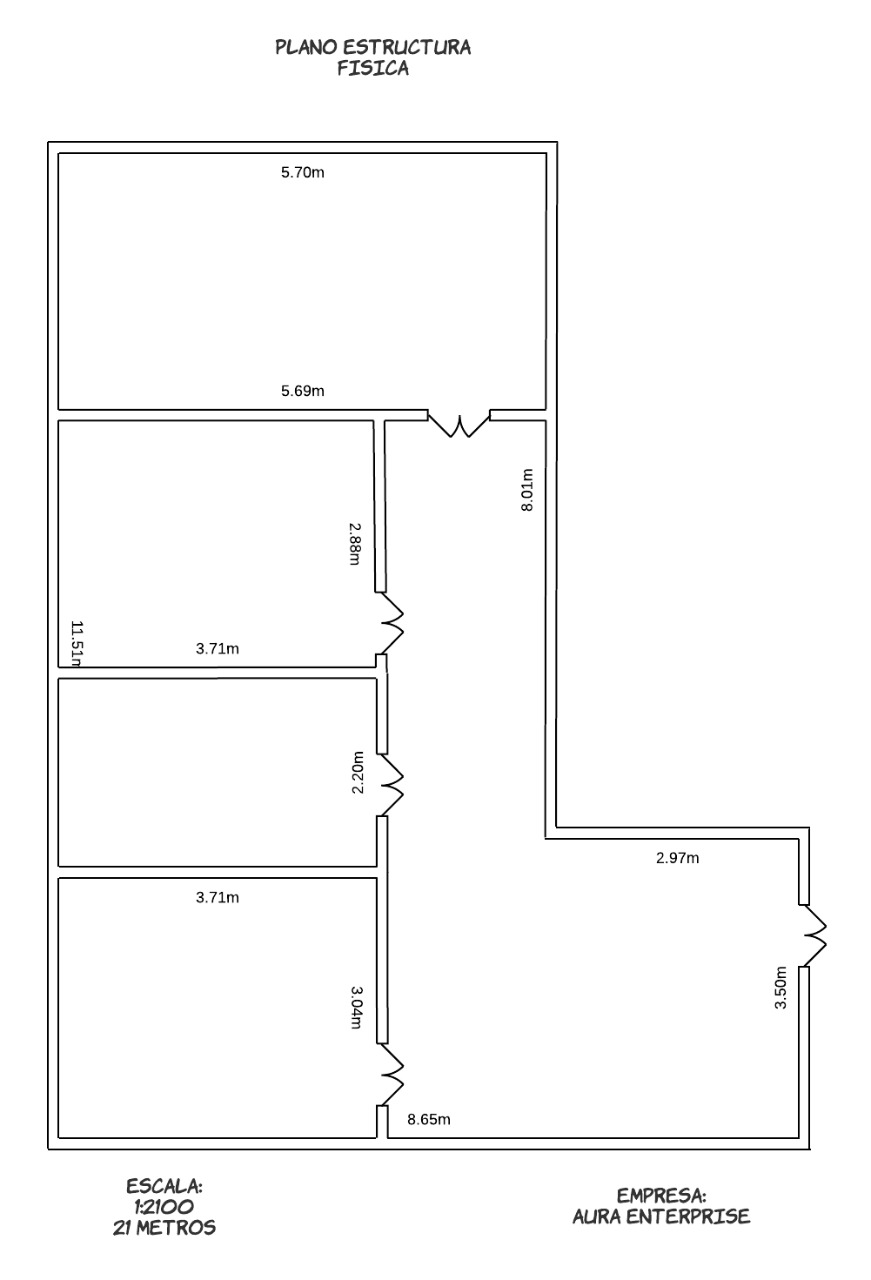 PLANO ESTRUCTURA
FISICA
5.70m
5.69m
8.01m
2.88m
11.51m
3.71m
2.20m
2.97m
3.71m
3.50m
3.04m
8.65m
ESCALA:
1:2100
21 METROS
EMPRESA:
AURA ENTERPRISE